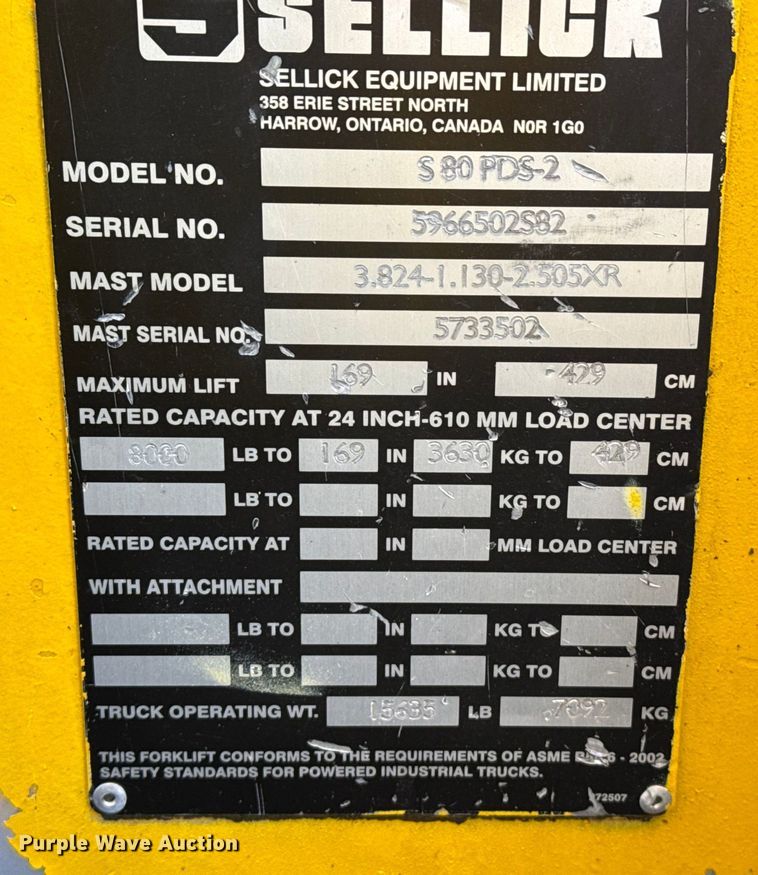 SELLICK
SELLICK EQUIPMENT LIMITED
358 ERIE STREET NORTH
HARROW, ONTARIO, CANADA N0R 1G0
MODEL NO. S 80 PDS-2
SERIAL NO. 5966502S82
MAST MODEL 3.824-1.130-2.505XR
MAST SERIAL NO. 5733502
MAXIMUM LIFT 169 IN 429 CM
RATED CAPACITY AT 24 INCH-610 MM LOAD CENTER
8000 LB TO 169 IN 3630 KG TO 429 CM
LB TO IN KG TO CM
RATED CAPACITY AT IN MM LOAD CENTER
WITH ATTACHMENT
LB TO IN KG TO CM
LB TO IN KG TO CM
TRUCK OPERATING WT. 15635 LB 7092 KG
THIS FORKLIFT CONFORMS TO THE REQUIREMENTS OF ASME - 2002
SAFETY STANDARDS FOR POWERED INDUSTRIAL TRUCKS.
Purple Wave Auction